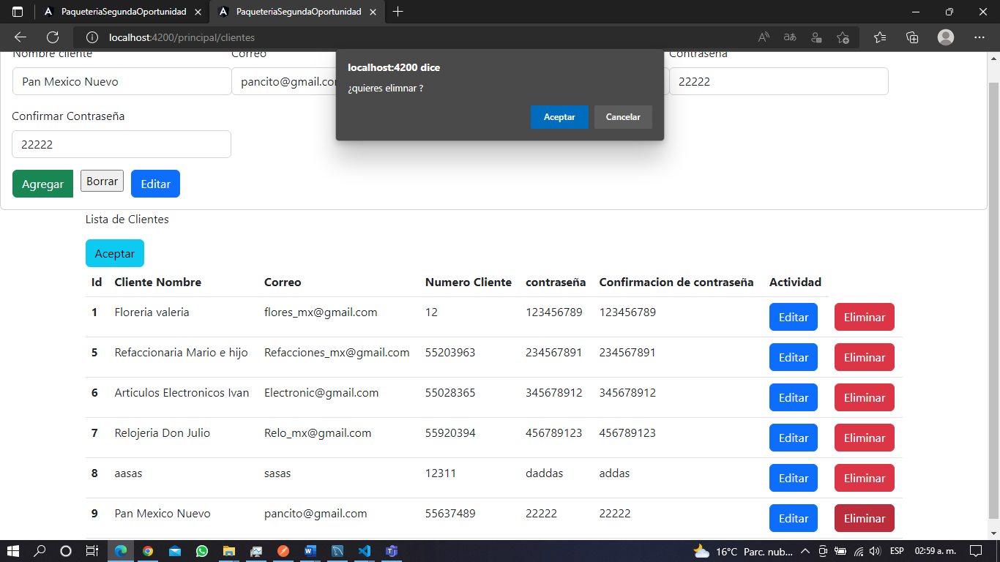 PaqueteriaSegundaOportunidad
PaqueteriaSegundaOportunidad
localhost:4200/principal/clientes
Nombre cliente Correo Contraseña
Pan Mexico Nuevo pancito@gmail.co 22222
localhost:4200 dice
¿quieres elimnar ?
Aceptar Cancelar
Confirmar Contraseña
22222
Agregar Borrar Editar
Lista de Clientes
Aceptar
Id Cliente Nombre Correo Numero Cliente contraseña Confirmacion de contraseña Actividad
1 Floreria valeria flores_mx@gmail.com 12 123456789 123456789 Editar Eliminar
5 Refaccionaria Mario e hijo Refacciones_mx@gmail.com 55203963 234567891 234567891 Editar Eliminar
6 Articulos Electronicos Ivan Electronic@gmail.com 55028365 345678912 345678912 Editar Eliminar
7 Relojeria Don Julio Relo_mx@gmail.com 55920394 456789123 456789123 Editar Eliminar
8 aasas sasas 12311 daddas addas Editar Eliminar
9 Pan Mexico Nuevo pancito@gmail.com 55637489 22222 22222 Editar Eliminar
16°C Parc. nub... ESP 02:59 a. m.